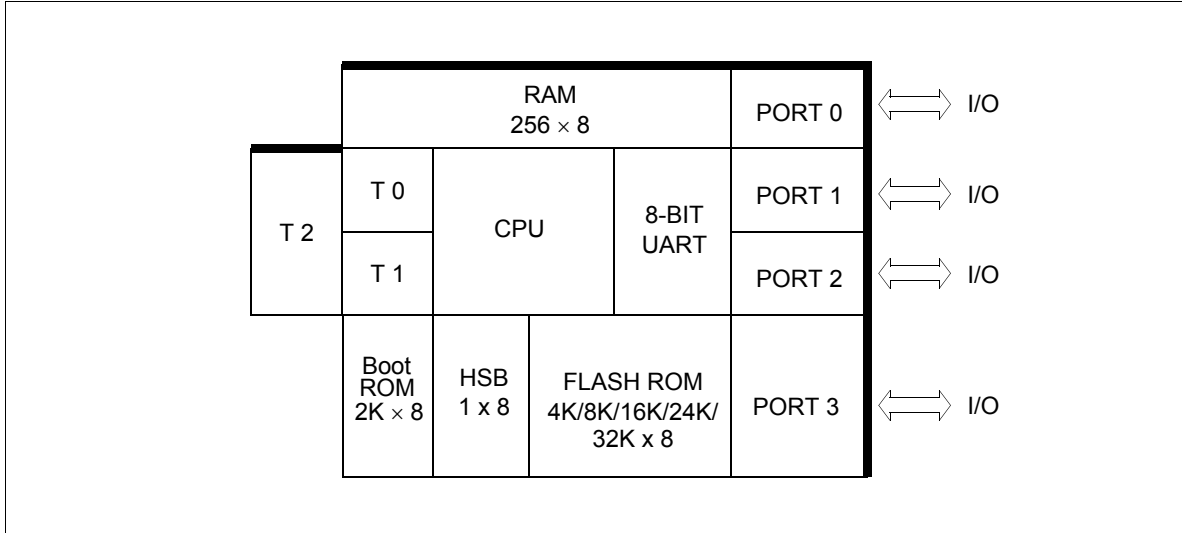 RAM
256 × 8
PORT 0
I/O
T 2
T 0
CPU
8-BIT
UART
PORT 1
I/O
T 1
PORT 2
I/O
Boot
ROM
2K × 8
HSB
1 x 8
FLASH ROM
4K/8K/16K/24K/
32K x 8
PORT 3
I/O